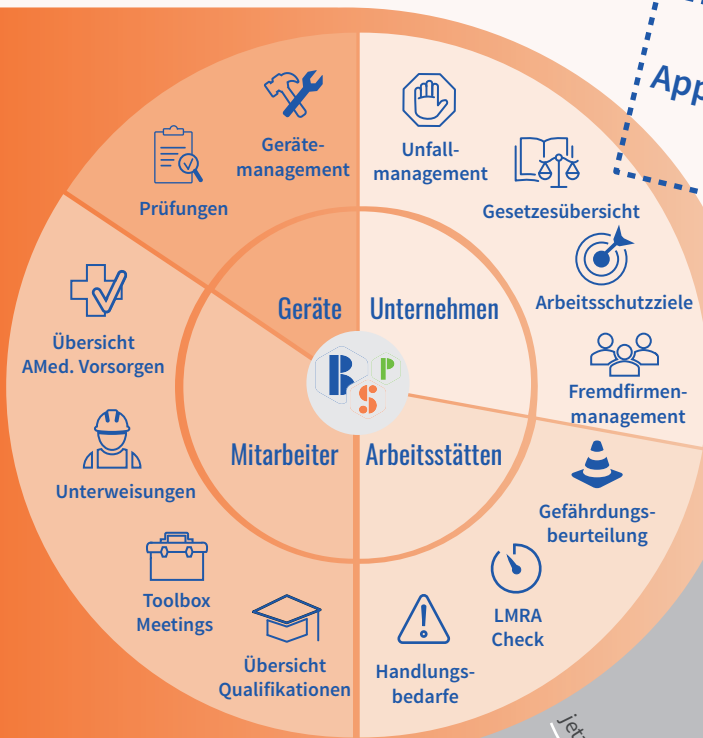 App
Geräte-
management
Prüfungen
Unfall-
management
Gesetzesübersicht
Arbeitsschutzziele
Fremdfirmen-
management
Geräte
Unternehmen
Übersicht
AMed. Vorsorgen
R P S
Mitarbeiter
Arbeitsstätten
Unterweisungen
Gefährdungs-
beurteilung
Toolbox
Meetings
LMRA
Check
Übersicht
Qualifikationen
Handlungs-
bedarfe